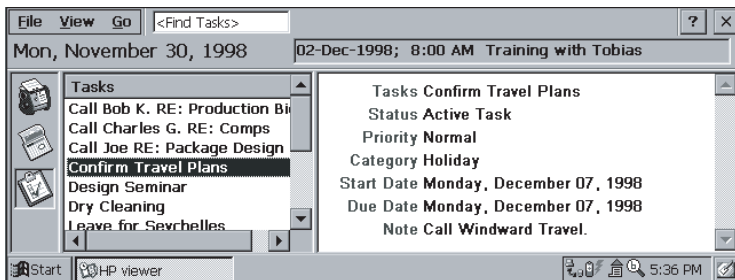 File View Go <Find Tasks> ? ×
Mon, November 30, 1998 02-Dec-1998; 8:00 AM Training with Tobias
Tasks
Call Bob K. RE: Production Bi
Call Charles G. RE: Comps
Call Joe RE: Package Design
Confirm Travel Plans
Design Seminar
Dry Cleaning
Leave for Seychelles
Tasks Confirm Travel Plans
Status Active Task
Priority Normal
Category Holiday
Start Date Monday, December 07, 1998
Due Date Monday, December 07, 1998
Note Call Windward Travel.
Start HP viewer 5:36 PM